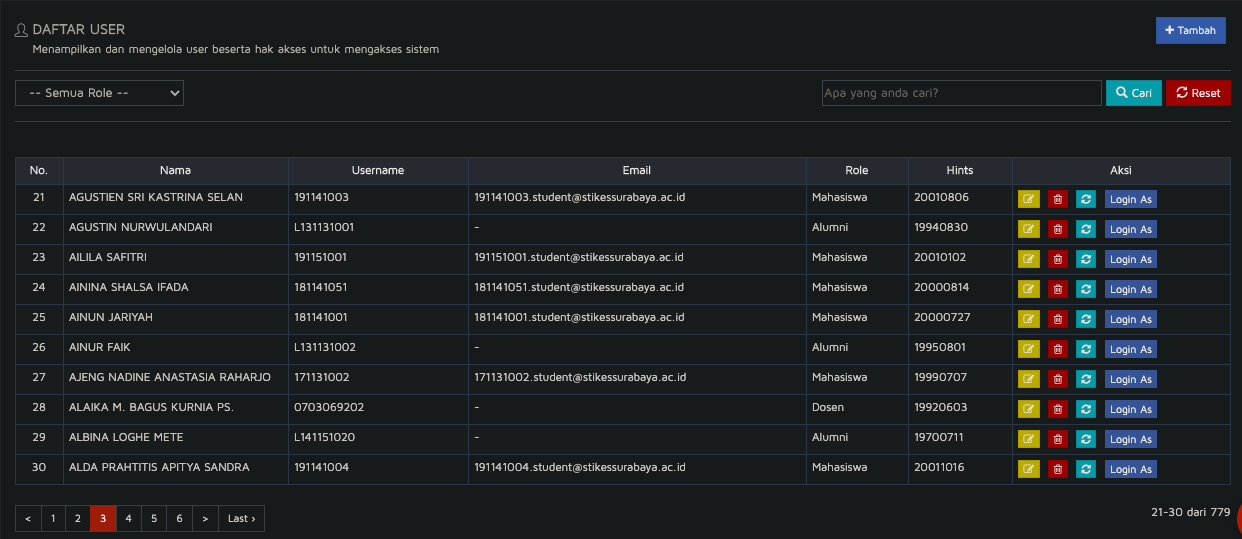 DAFTAR USER
+ Tambah
Menampilkan dan mengelola user beserta hak akses untuk mengakses sistem
-- Semua Role --
Apa yang anda cari?
Cari
Reset
No. Nama Username Email Role Hints Aksi
21 AGUSTIEN SRI KASTRINA SELAN 191141003 191141003.student@stikessurabaya.ac.id Mahasiswa 20010806 Login As
22 AGUSTIN NURWULANDARI L131131001 - Alumni 19940830 Login As
23 AILILA SAFITRI 191151001 191151001.student@stikessurabaya.ac.id Mahasiswa 20010102 Login As
24 AININA SHALSA IFADA 181141051 181141051.student@stikessurabaya.ac.id Mahasiswa 20000814 Login As
25 AINUN JARIYAH 181141001 181141001.student@stikessurabaya.ac.id Mahasiswa 20000727 Login As
26 AINUR FAIK L131131002 - Alumni 19950801 Login As
27 AJENG NADINE ANASTASIA RAHARJO 171131002 171131002.student@stikessurabaya.ac.id Mahasiswa 19990707 Login As
28 ALAIKA M. BAGUS KURNIA PS. 0703069202 - Dosen 19920603 Login As
29 ALBINA LOGHE METE L141151020 - Alumni 19700711 Login As
30 ALDA PRAHTITIS APITYA SANDRA 191141004 191141004.student@stikessurabaya.ac.id Mahasiswa 20011016 Login As
< 1 2 3 4 5 6 > Last ›
21-30 dari 779